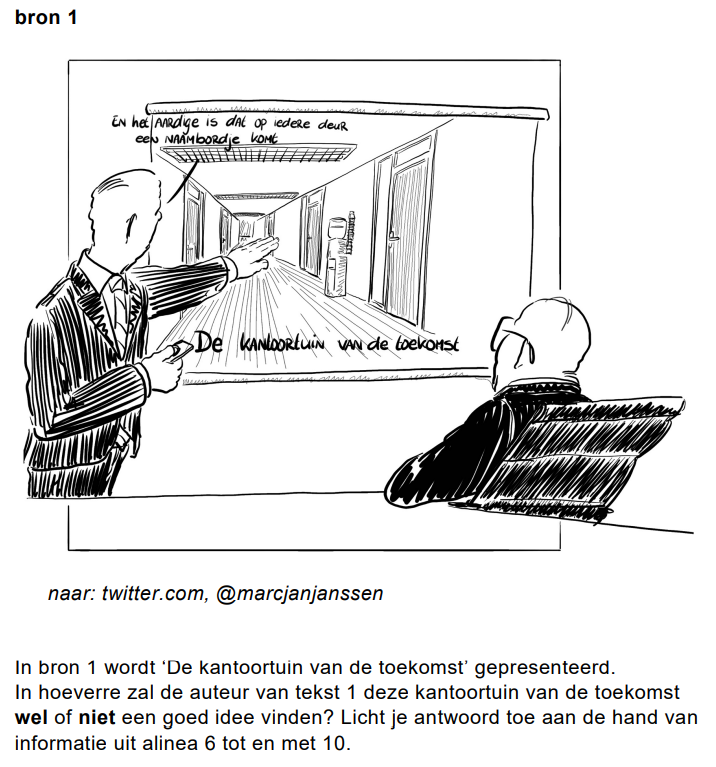 bron 1
En het AARdige is dat op iedere deur
een NAAMbordje komt
De kantoortuin van de toekomst
naar: twitter.com, @marcjanjanssen
In bron 1 wordt ‘De kantoortuin van de toekomst’ gepresenteerd.
In hoeverre zal de auteur van tekst 1 deze kantoortuin van de toekomst
wel of niet een goed idee vinden? Licht je antwoord toe aan de hand van
informatie uit alinea 6 tot en met 10.